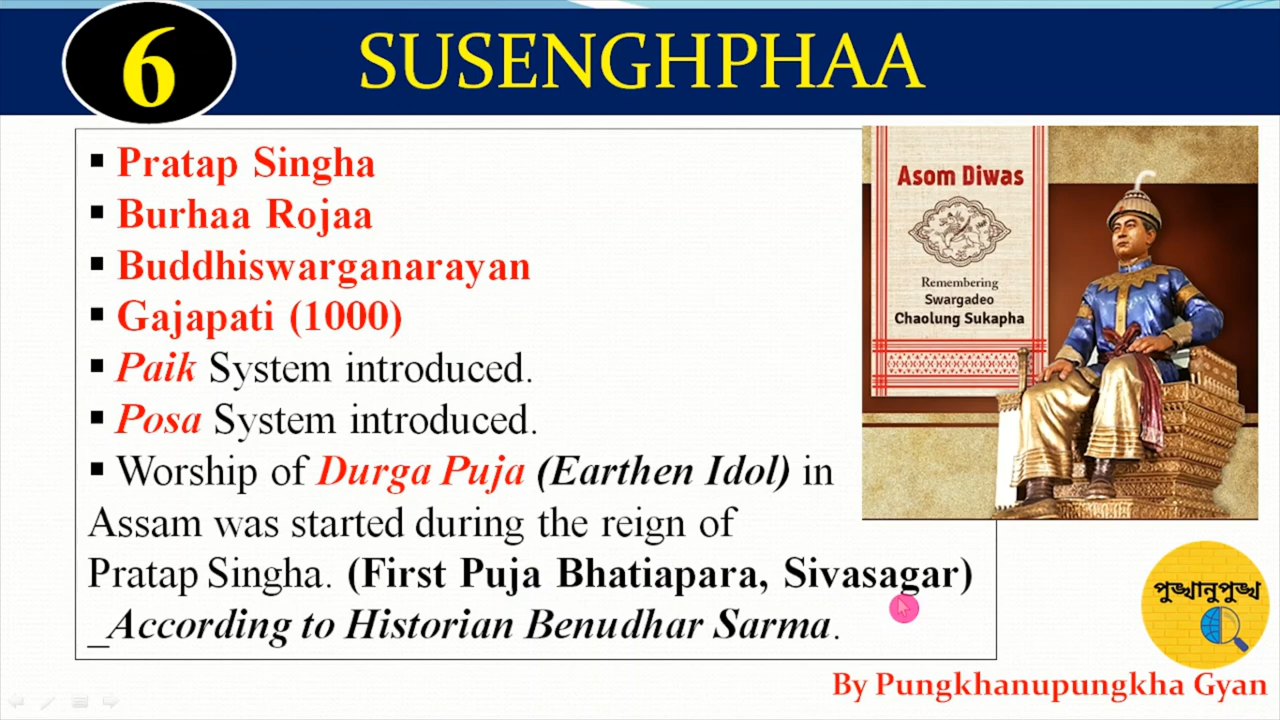 6
SUSENGHPHAA
▪ Pratap Singha
▪ Burhaa Rojaa
▪ Buddhiswarganarayan
▪ Gajapati (1000)
▪ Paik System introduced.
▪ Posa System introduced.
▪ Worship of Durga Puja (Earthen Idol) in
Assam was started during the reign of
Pratap Singha. (First Puja Bhatiapara, Sivasagar)
_According to Historian Benudhar Sarma.
Asom Diwas
Remembering
Swargadeo
Chaolung Sukapha
পুঙ্খানুপুঙ্খ
By Pungkhanupungkha Gyan